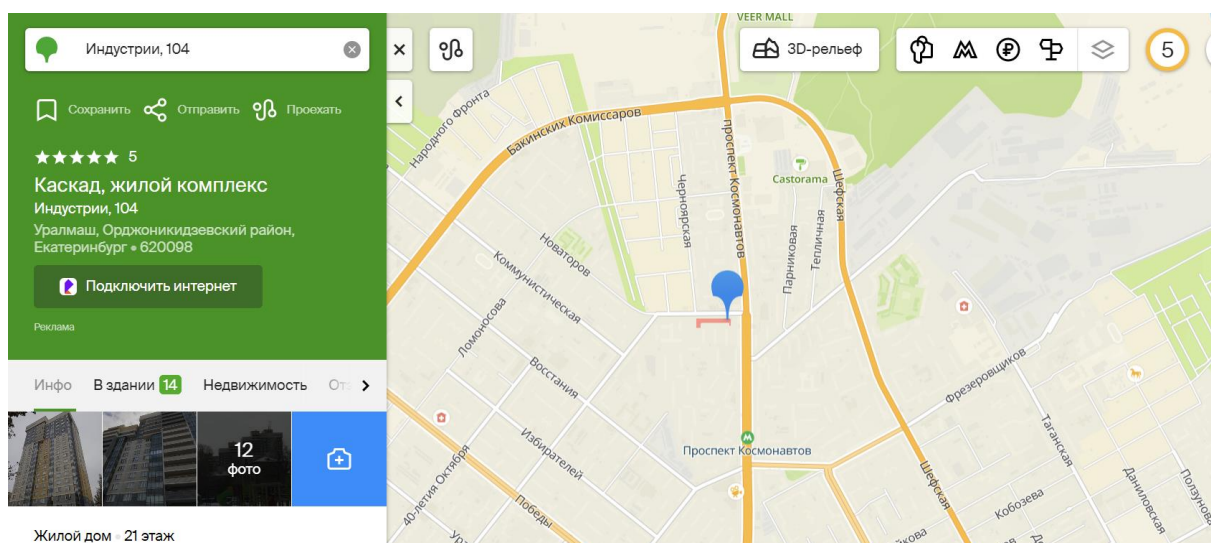 Индустрии, 104
Сохранить
Отправить
Проехать
5
Каскад, жилой комплекс
Индустрии, 104
Уралмаш, Орджоникидзевский район,
Екатеринбург • 620098
Подключить интернет
Реклама
Инфо
В здании 14
Недвижимость
От
12
фото
Жилой дом • 21 этаж
VEER MALL
3D-рельеф
5
Народного Фронта
Бакинских Комиссаров
проспект Космонавтов
Castorama
Шефская
Черноярская
Новаторов
Коммунистическая
Парниковая
Тепличная
Ломоносова
Восстания
Избирателей
Проспект Космонавтов
Фрезеровщиков
Таганская
40-летия Октября
Победы
Шефская
Кобозева
Даниловская
Ползунова